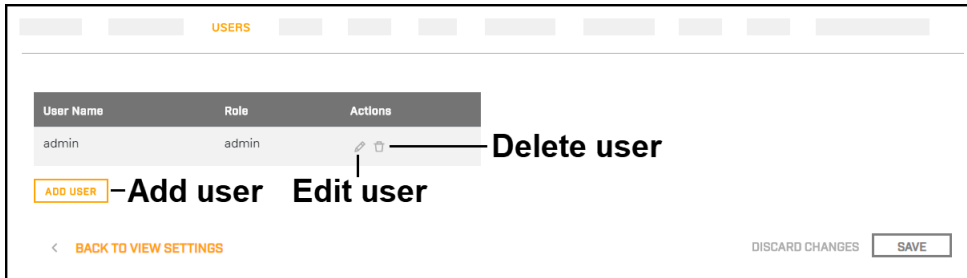 USERS
User Name Role Actions
admin admin
Delete user
ADD USER Add user Edit user
< BACK TO VIEW SETTINGS DISCARD CHANGES SAVE